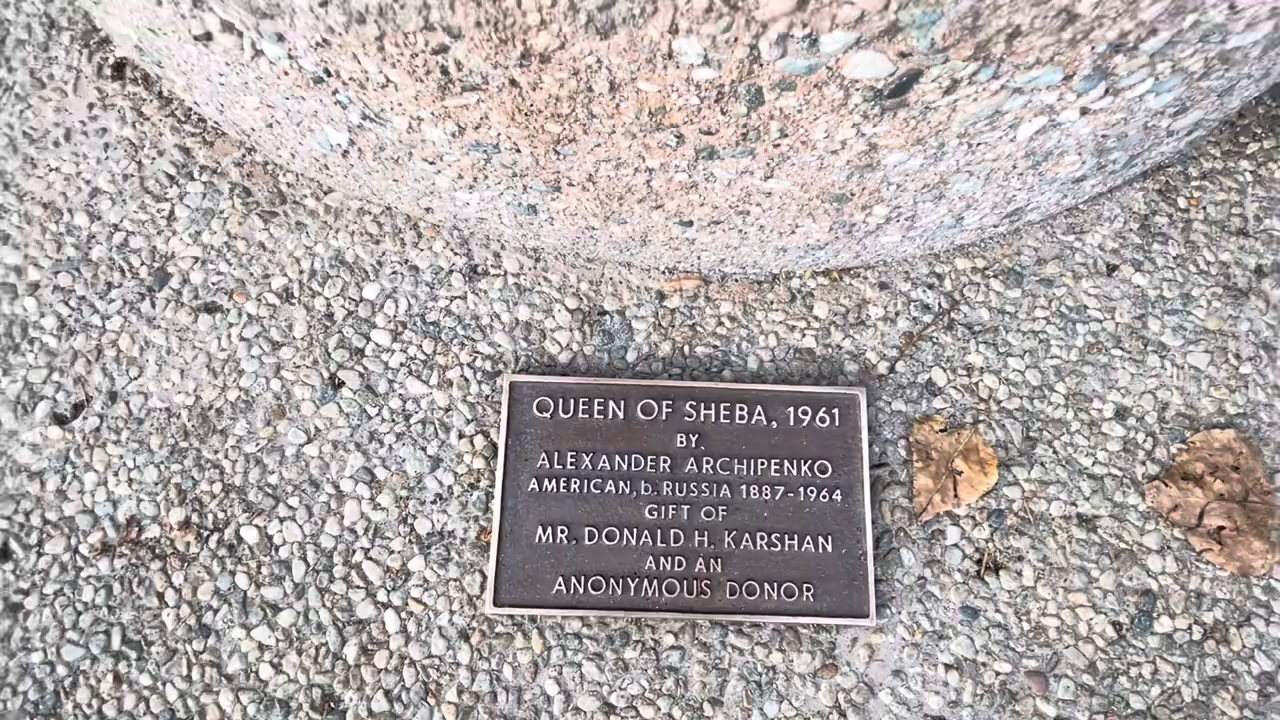 QUEEN OF SHEBA, 1961
BY.
ALEXANDER ARCHIPENKO
AMERICAN, b. RUSSIA 1887-1964
GIFT OF
MR. DONALD H. KARSHAN
AND AN
ANONYMOUS DONOR